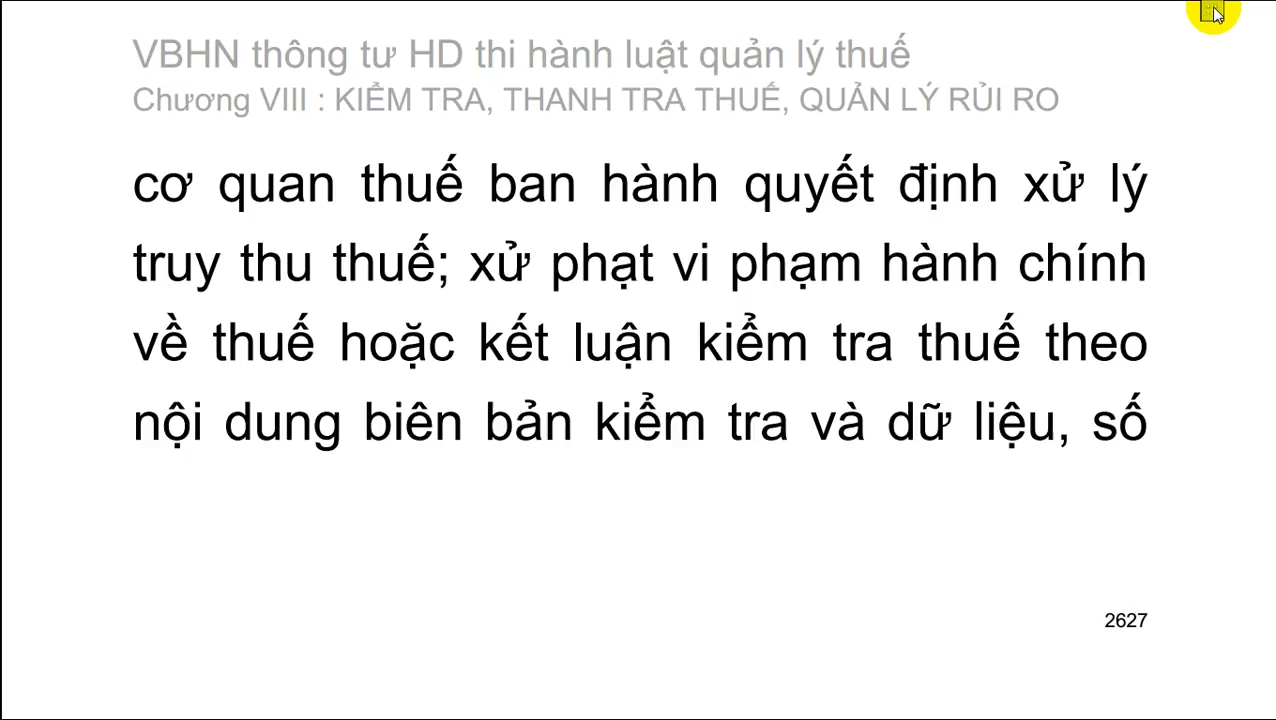 VBHN thông tư HD thi hành luật quản lý thuế
Chương VIII : KIỂM TRA, THANH TRA THUẾ, QUẢN LÝ RỦI RO
cơ quan thuế ban hành quyết định xử lý
truy thu thuế; xử phạt vi phạm hành chính
về thuế hoặc kết luận kiểm tra thuế theo
nội dung biên bản kiểm tra và dữ liệu, số
2627